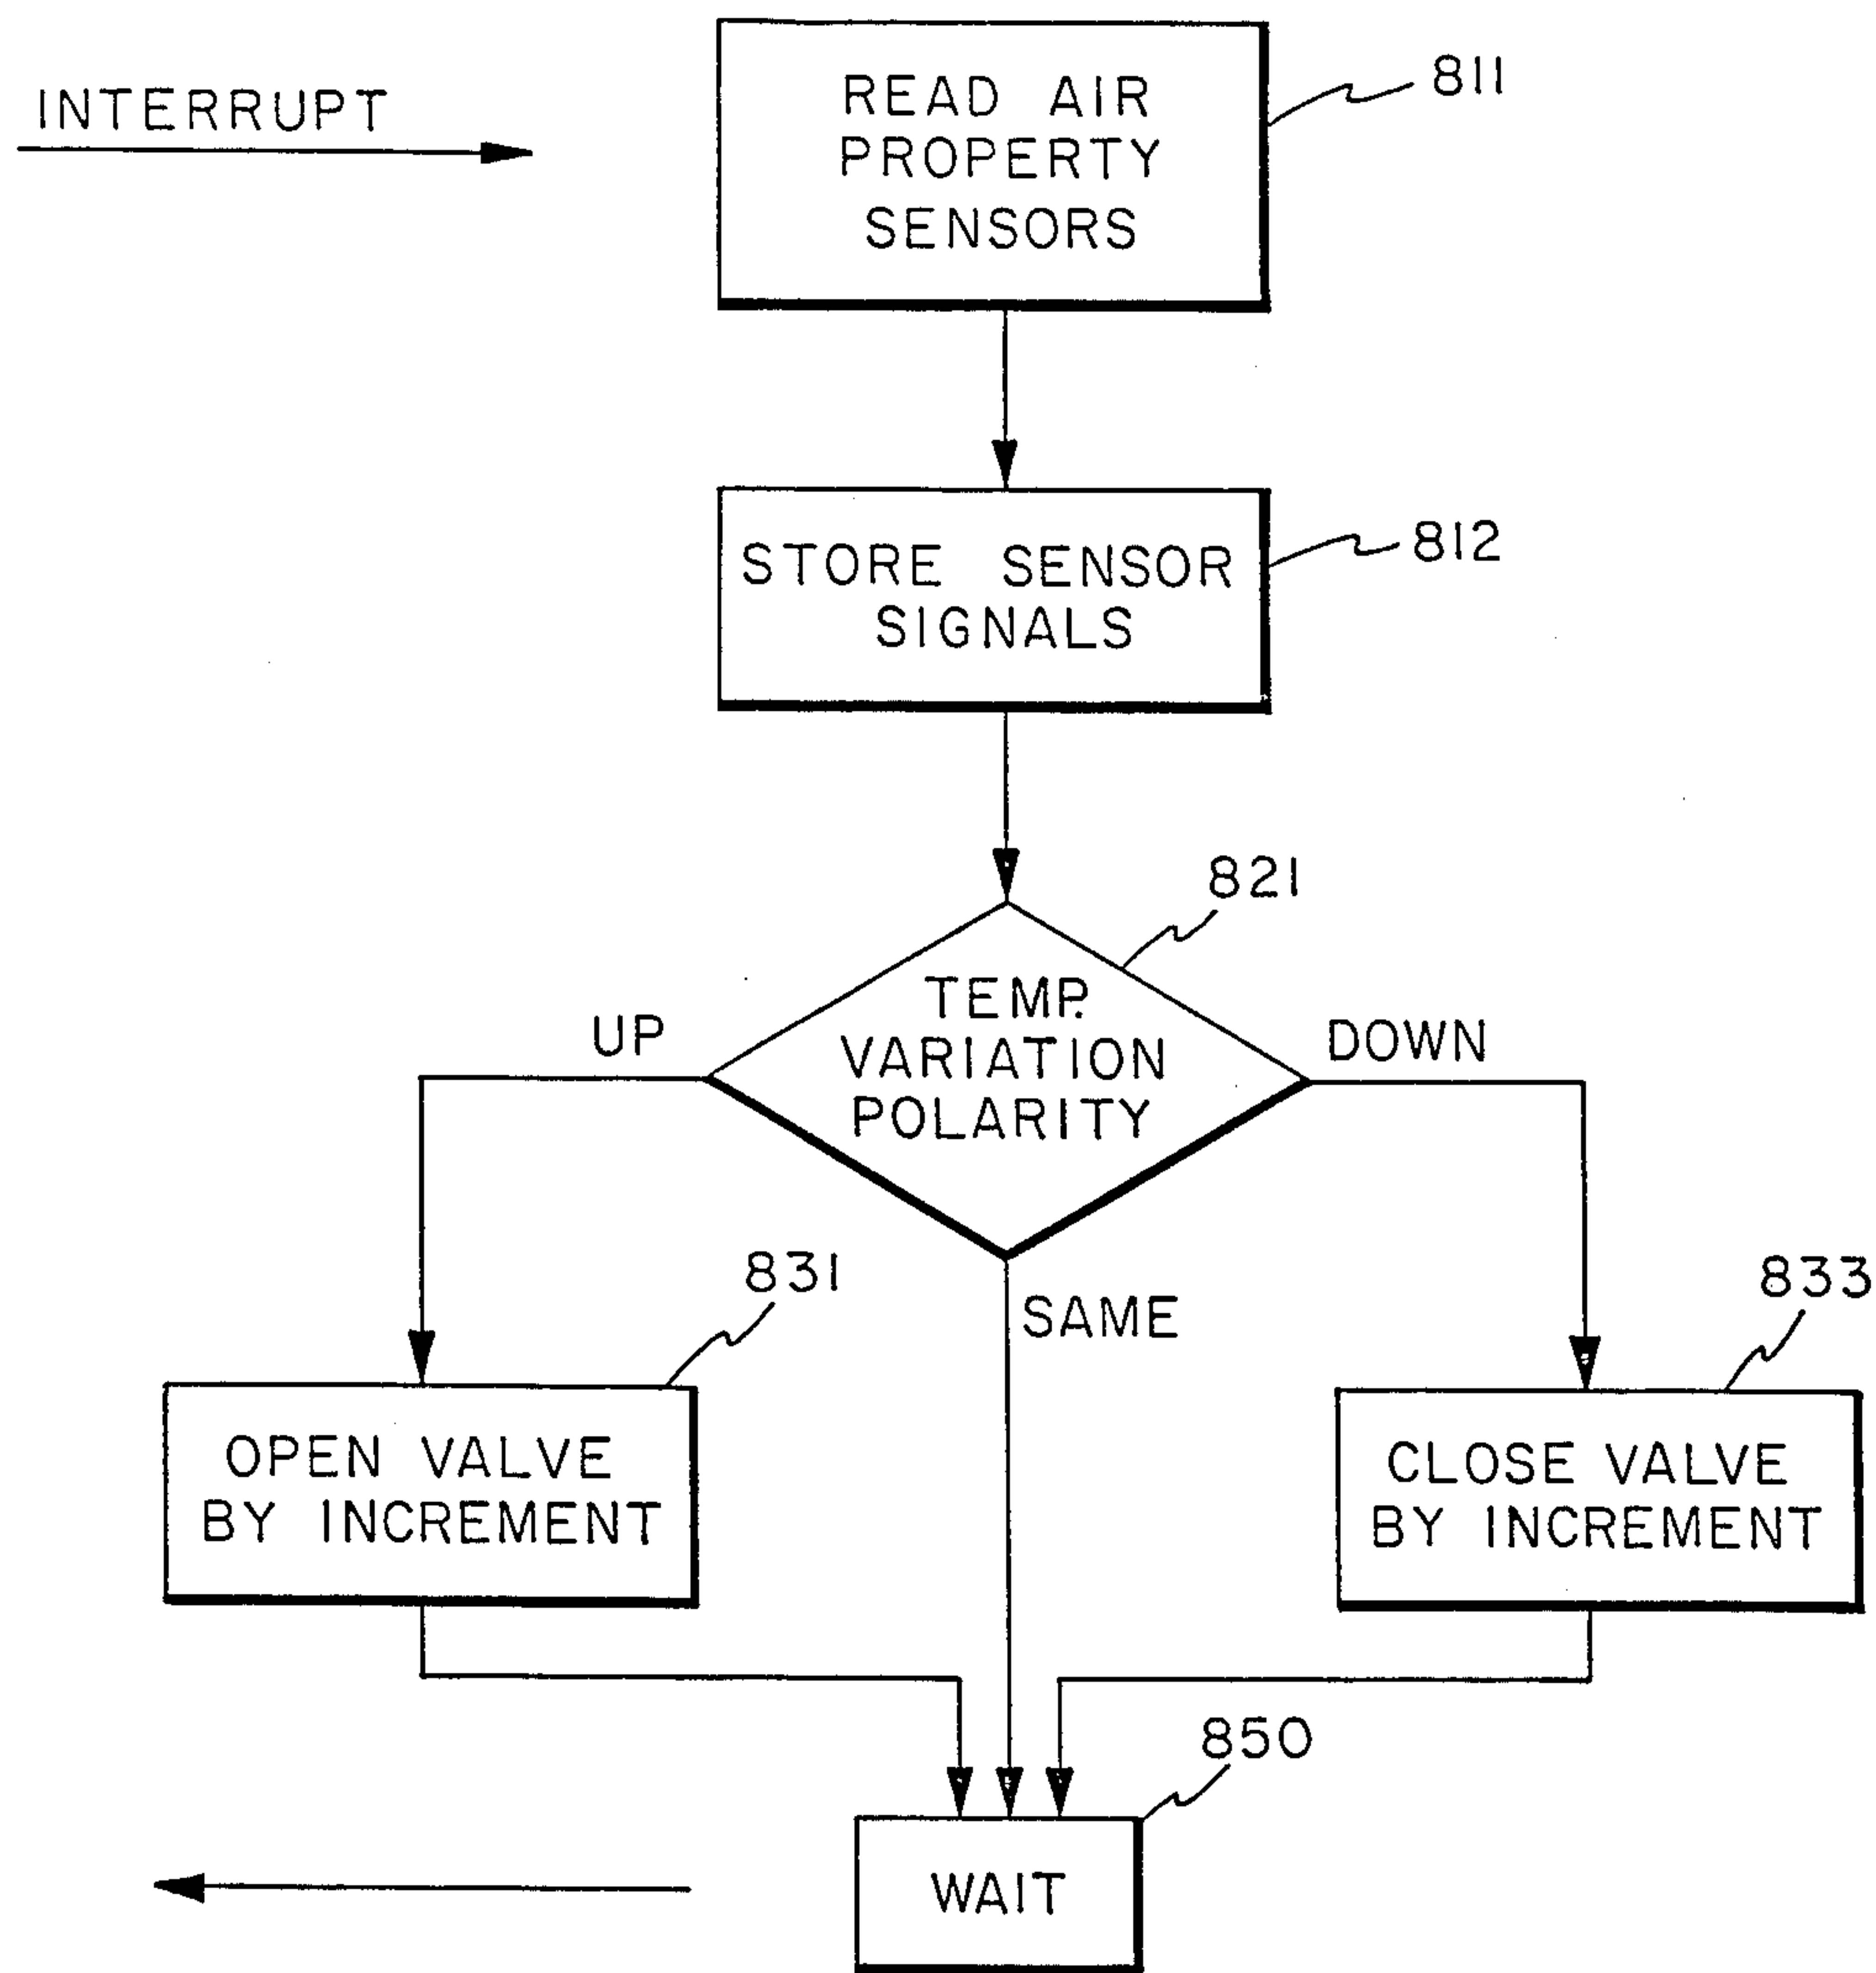 INTERRUPT
READ AIR
PROPERTY
SENSORS
811
STORE SENSOR
SIGNALS
812
821
TEMP.
VARIATION
POLARITY
UP
DOWN
SAME
831
833
OPEN VALVE
BY INCREMENT
CLOSE VALVE
BY INCREMENT
850
WAIT